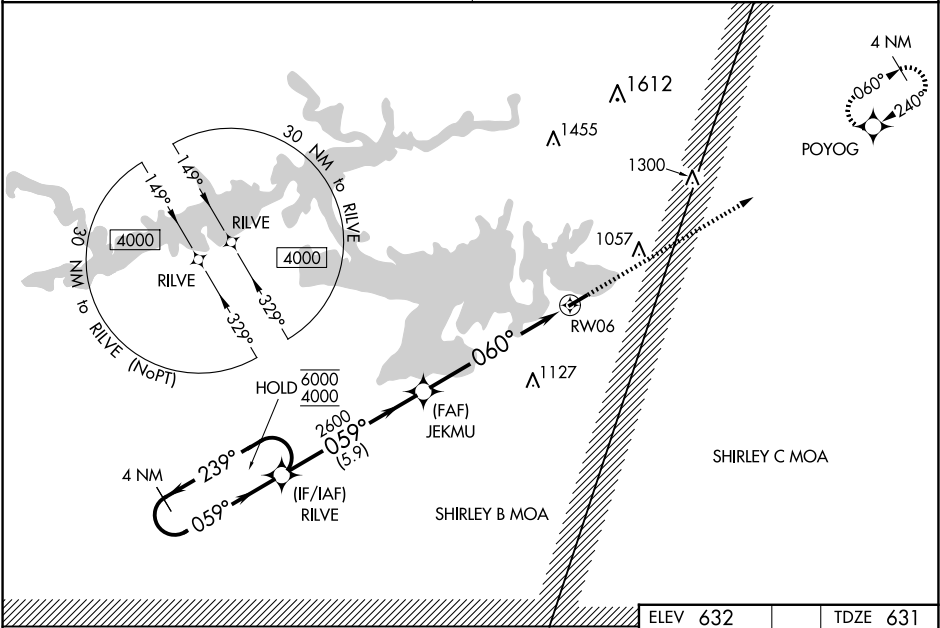 4 NM
060°
240°
POYOG
1612
1455
1300
1057
30 NM to RILVE
149°
149°
RILVE
4000
4000
RILVE
329°
329°
30 NM to RILVE (NoPT)
RW06
060°
1127
HOLD 6000
4000
(FAF)
JEKMU
2600
059°
(5.9)
4 NM
239°
059°
(IF/IAF)
RILVE
SHIRLEY B MOA
SHIRLEY C MOA
ELEV 632
TDZE 631